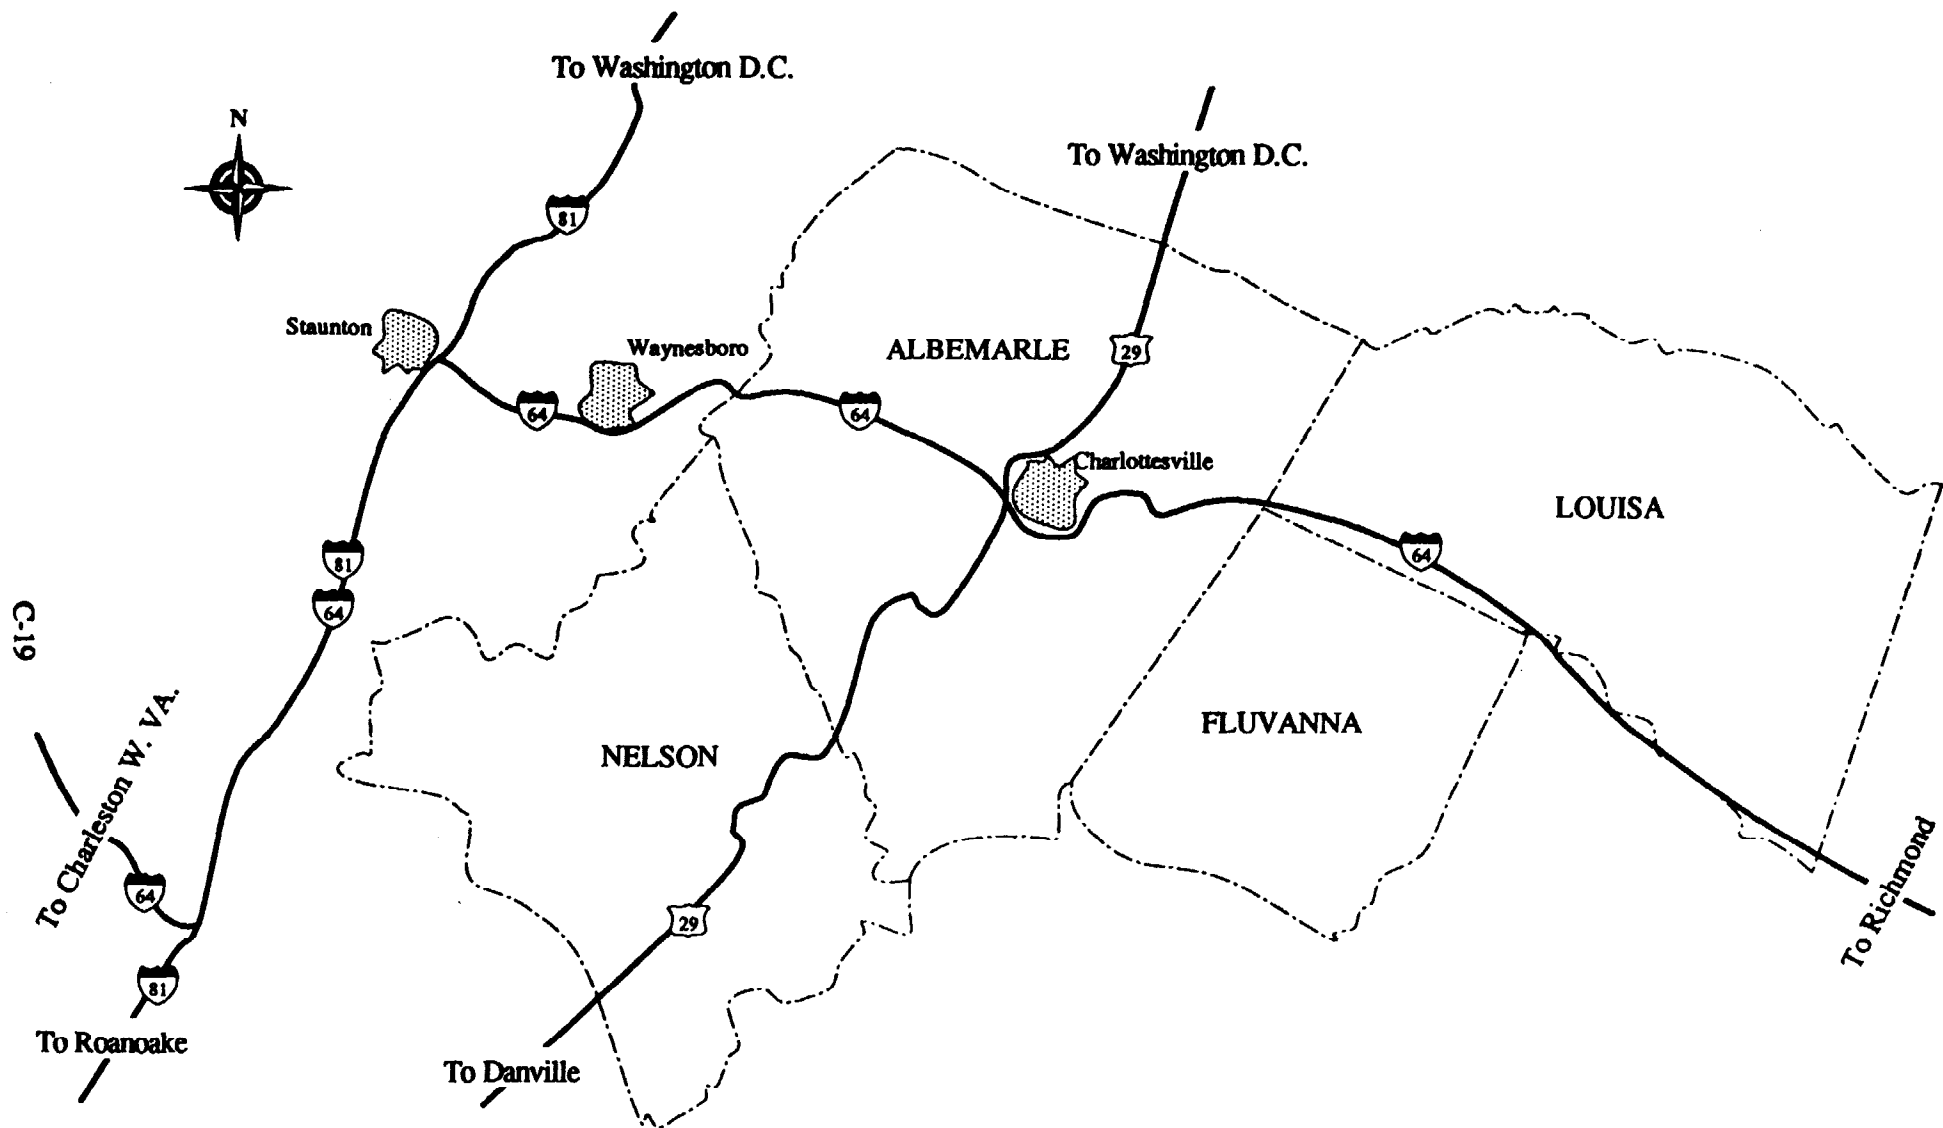 To Washington D.C.
N
To Washington D.C.
81
Staunton
Waynesboro
ALBEMARLE
29
64
64
Charlottesville
LOUISA
64
81
64
C-19
To Charleston W. VA.
NELSON
FLUVANNA
64
29
To Richmond
81
To Roanoake
To Danville